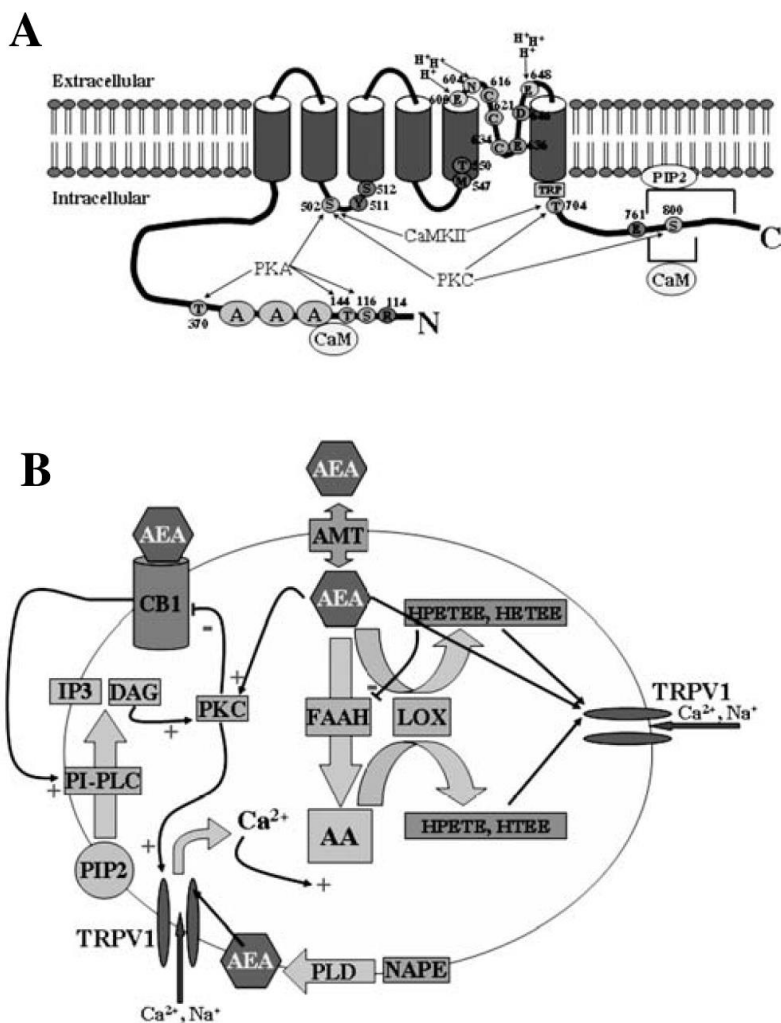 A
Extracellular
Intracellular
H⁺ H⁺ H⁺
H⁺ H⁺ H⁺
600 E
604 N
616 C
621 C
634 C
E 636
D
E 648
T 550
M 547
S 512
Y 511
502 S
TRP
T 704
PIP2
761
800 S
C
CaM
CaMKII
PKA
PKC
T 370
A A A
144 T
116 S
114 R
N
CaM
B
AEA
AEA
AMT
CB1
AEA
HPETEE, HETEE
-
+
-
IP3
DAG
PKC
+
FAAH
LOX
TRPV1
Ca²⁺, Na⁺
PI-PLC
+
+
Ca²⁺
AA
HPETE, HTEE
PIP2
+
TRPV1
AEA
PLD
NAPE
Ca²⁺, Na⁺